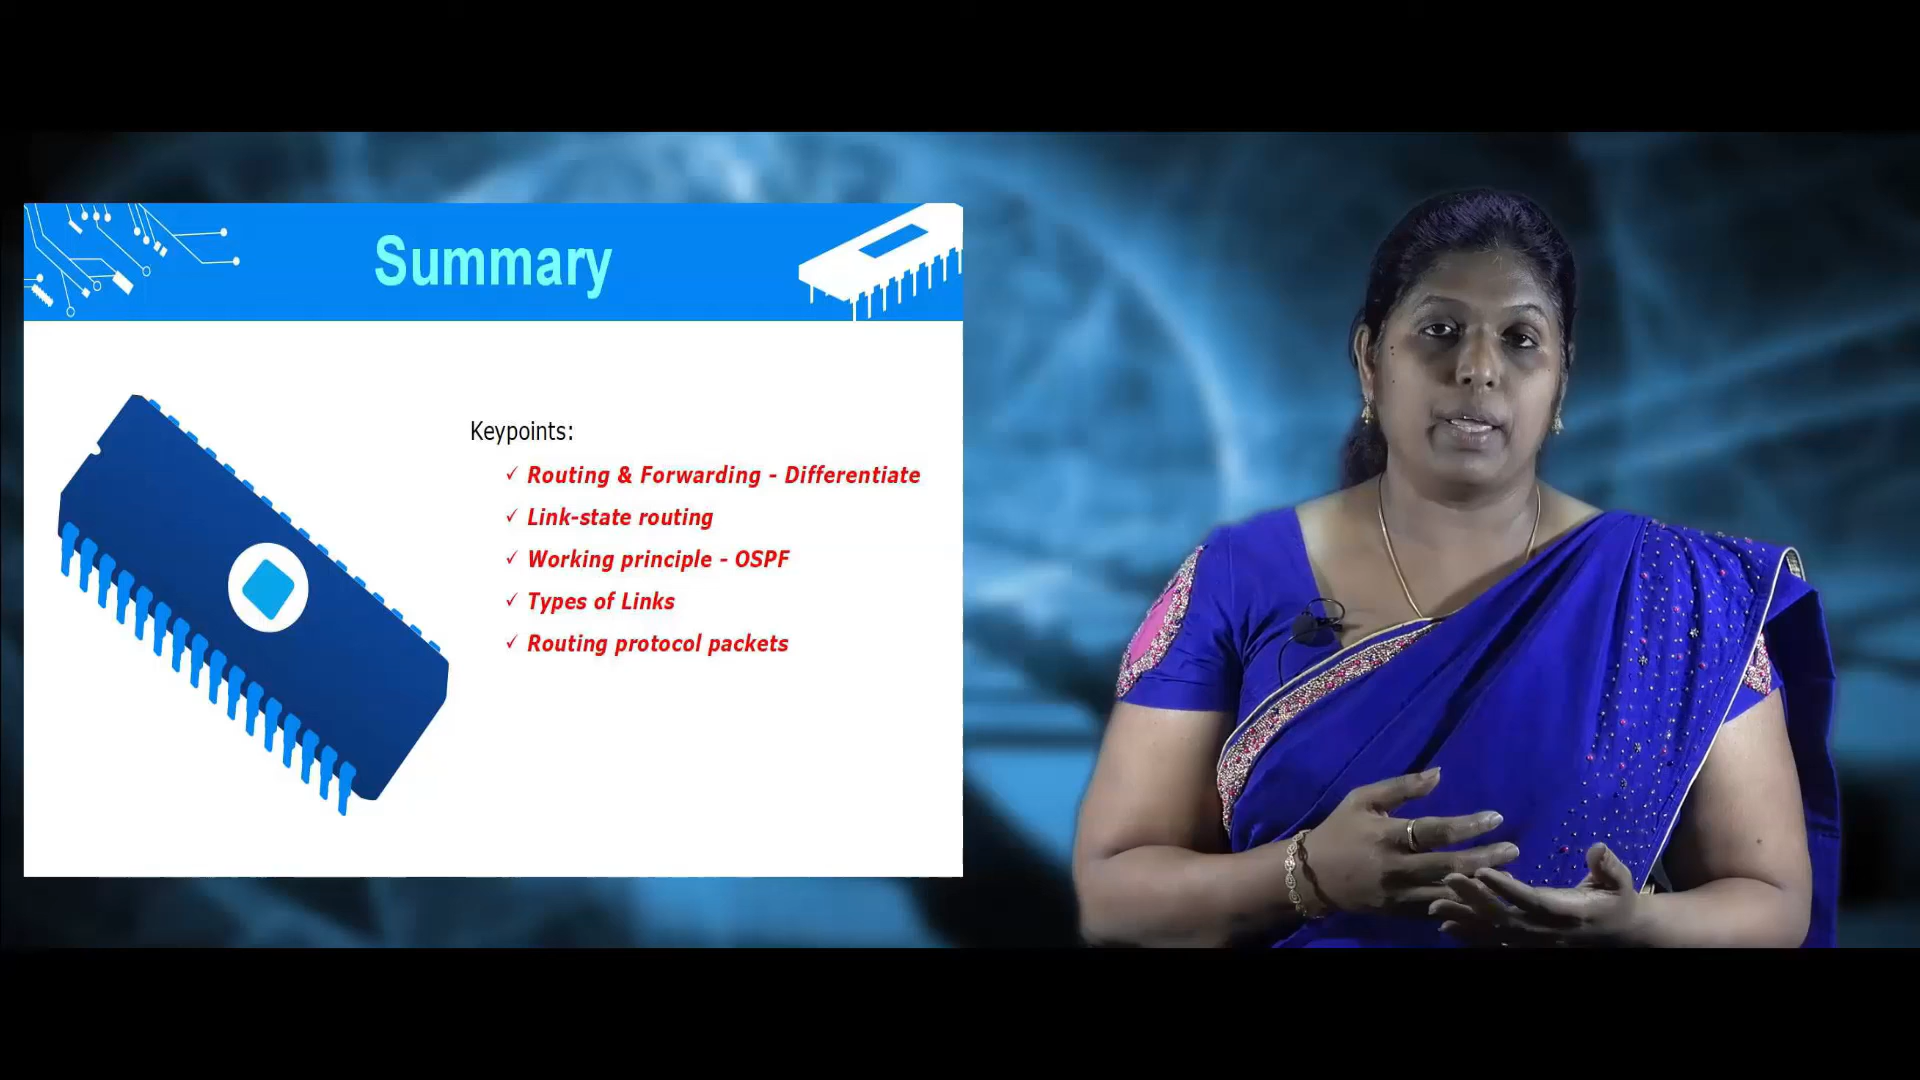 Summary
Keypoints:
✓ Routing & Forwarding - Differentiate
✓ Link-state routing
✓ Working principle - OSPF
✓ Types of Links
✓ Routing protocol packets